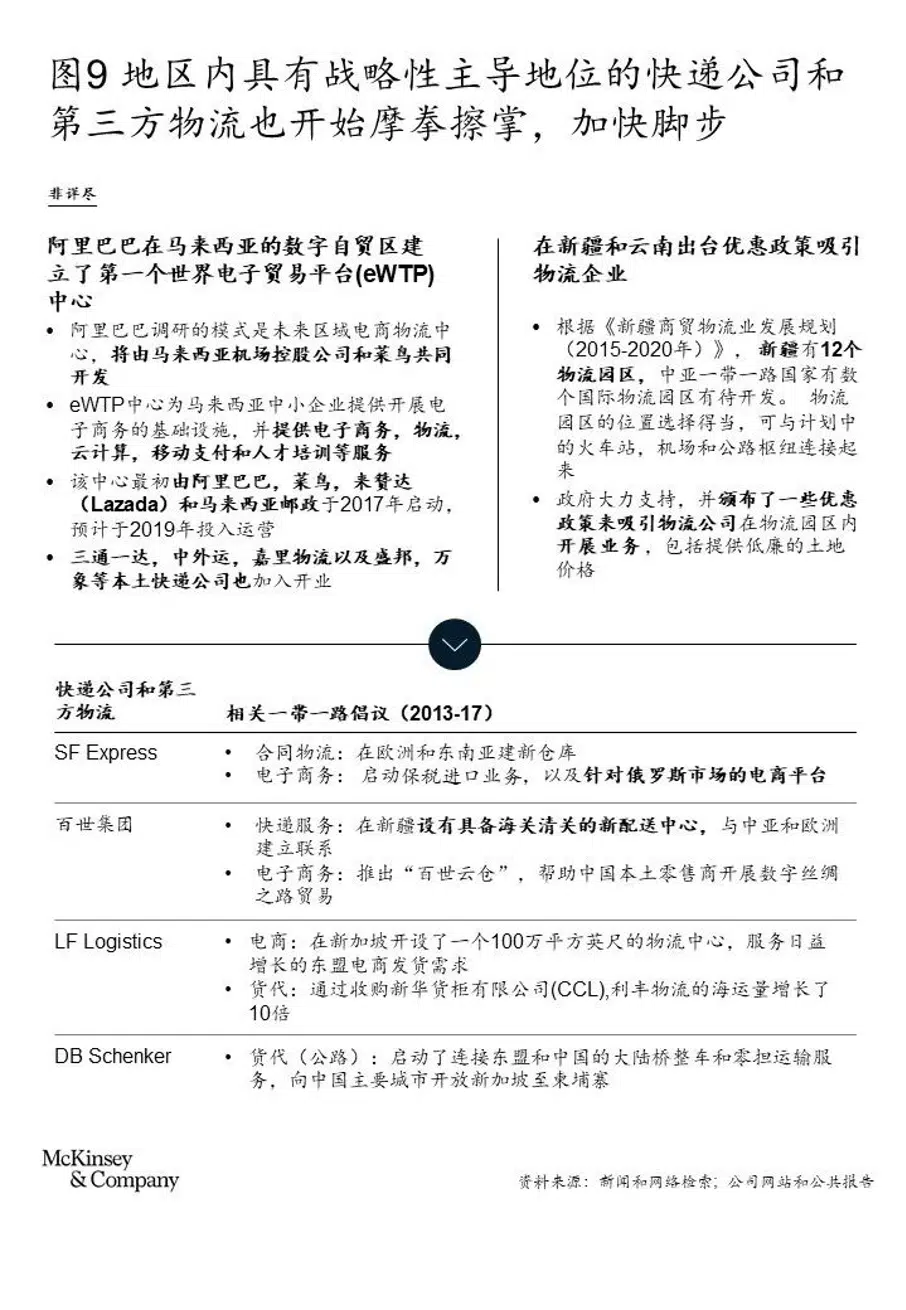 图9 地区内具有战略性主导地位的快递公司和
第三方物流也开始摩拳擦掌，加快脚步
非详尽
阿里巴巴在马来西亚的数字自贸区建
立了第一个世界电子贸易平台(eWTP)
中心
• 阿里巴巴调研的模式是未来区域电商物流中
心，将由马来西亚机场控股公司和菜鸟共同
开发
• eWTP中心为马来西亚中小企业提供开展电
子商务的基础设施，并提供电子商务，物流，
云计算，移动支付和人才培训等服务
• 该中心最初由阿里巴巴，菜鸟，来赞达
（Lazada）和马来西亚邮政于2017年启动，
预计于2019年投入运营
• 三通一达，中外运，嘉里物流以及盛邦，万
象等本土快递公司也加入开业
在新疆和云南出台优惠政策吸引
物流企业
• 根据《新疆商贸物流业发展规划
（2015-2020年）》，新疆有12个
物流园区，中亚一带一路国家有数
个国际物流园区有待开发。 物流
园区的位置选择得当，可与计划中
的火车站，机场和公路枢纽连接起
来
• 政府大力支持，并颁布了一些优惠
政策来吸引物流公司在物流园区内
开展业务，包括提供低廉的土地
价格
快递公司和第三
方物流
相关一带一路倡议（2013-17）
SF Express
• 合同物流：在欧洲和东南亚建新仓库
• 电子商务： 启动保税进口业务，以及针对俄罗斯市场的电商平台
百世集团
• 快递服务：在新疆设有具备海关清关的新配送中心，与中亚和欧洲
建立联系
• 电子商务：推出“百世云仓”，帮助中国本土零售商开展数字丝绸
之路贸易
LF Logistics
• 电商：在新加坡开设了一个100万平方英尺的物流中心，服务日益
增长的东盟电商发货需求
• 货代：通过收购新华货柜有限公司(CCL),利丰物流的海运量增长了
10倍
DB Schenker
• 货代（公路）：启动了连接东盟和中国的大陆桥整车和零担运输服
务，向中国主要城市开放新加坡至柬埔寨
McKinsey
& Company
资料来源：新闻和网络检索；公司网站和公共报告